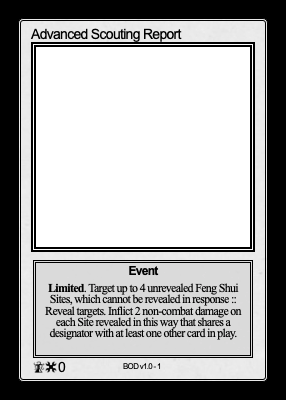 Advanced Scouting Report
Event
Limited. Target up to 4 unrevealed Feng Shui
Sites, which cannot be revealed in response ::
Reveal targets. Inflict 2 non-combat damage on
each Site revealed in this way that shares a
designator with at least one other card in play.
0
BOD v1.0 - 1